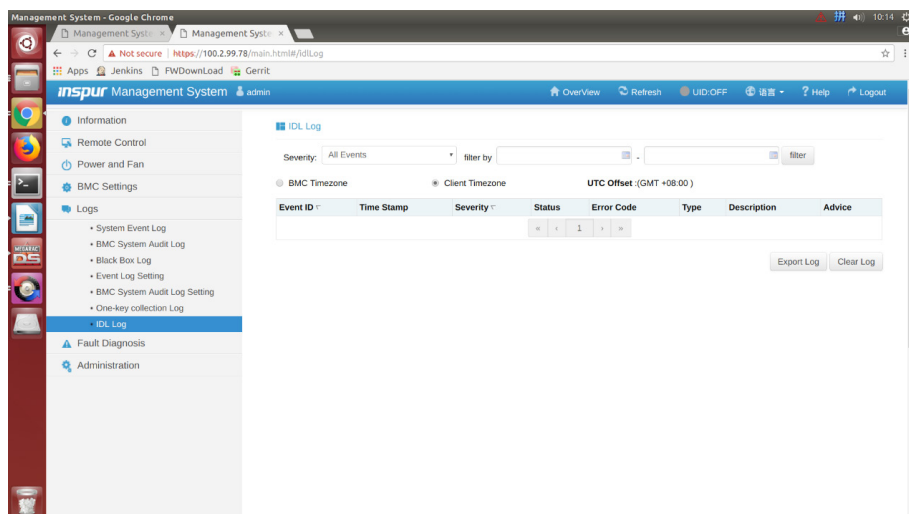 Management System - Google Chrome
10:14
Management Syste
Management Syste
Not secure | https://100.2.99.78/main.html#/idlLog
Apps Jenkins FWDownLoad Gerrit
inspur Management System admin
OverView Refresh UID:OFF 语言 Help Logout
Information
Remote Control
Power and Fan
BMC Settings
Logs
System Event Log
BMC System Audit Log
Black Box Log
Event Log Setting
BMC System Audit Log Setting
One-key collection Log
IDL Log
Fault Diagnosis
Administration
IDL Log
Severity: All Events filter by - filter
BMC Timezone Client Timezone UTC Offset :(GMT +08:00 )
Event ID Time Stamp Severity Status Error Code Type Description Advice
« ‹ 1 › »
Export Log Clear Log